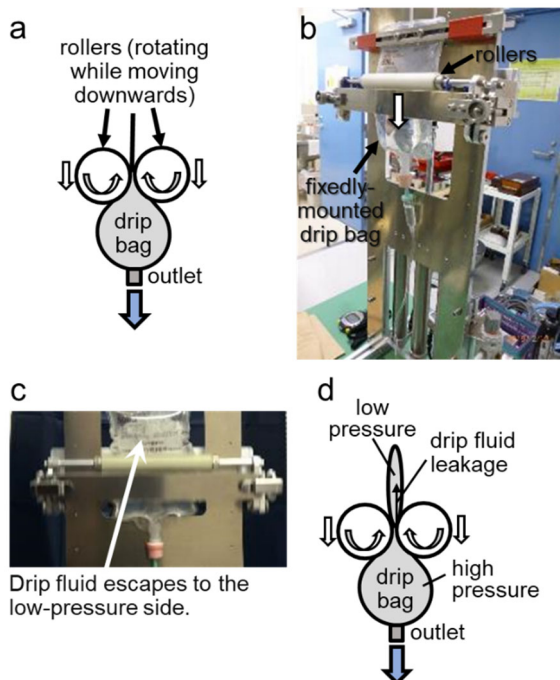 a
rollers (rotating
while moving
downwards)
drip
bag
outlet
b
rollers
fixedly-
mounted
drip bag
c
Drip fluid escapes to the
low-pressure side.
d
low
pressure
drip fluid
leakage
drip
bag
high
pressure
outlet